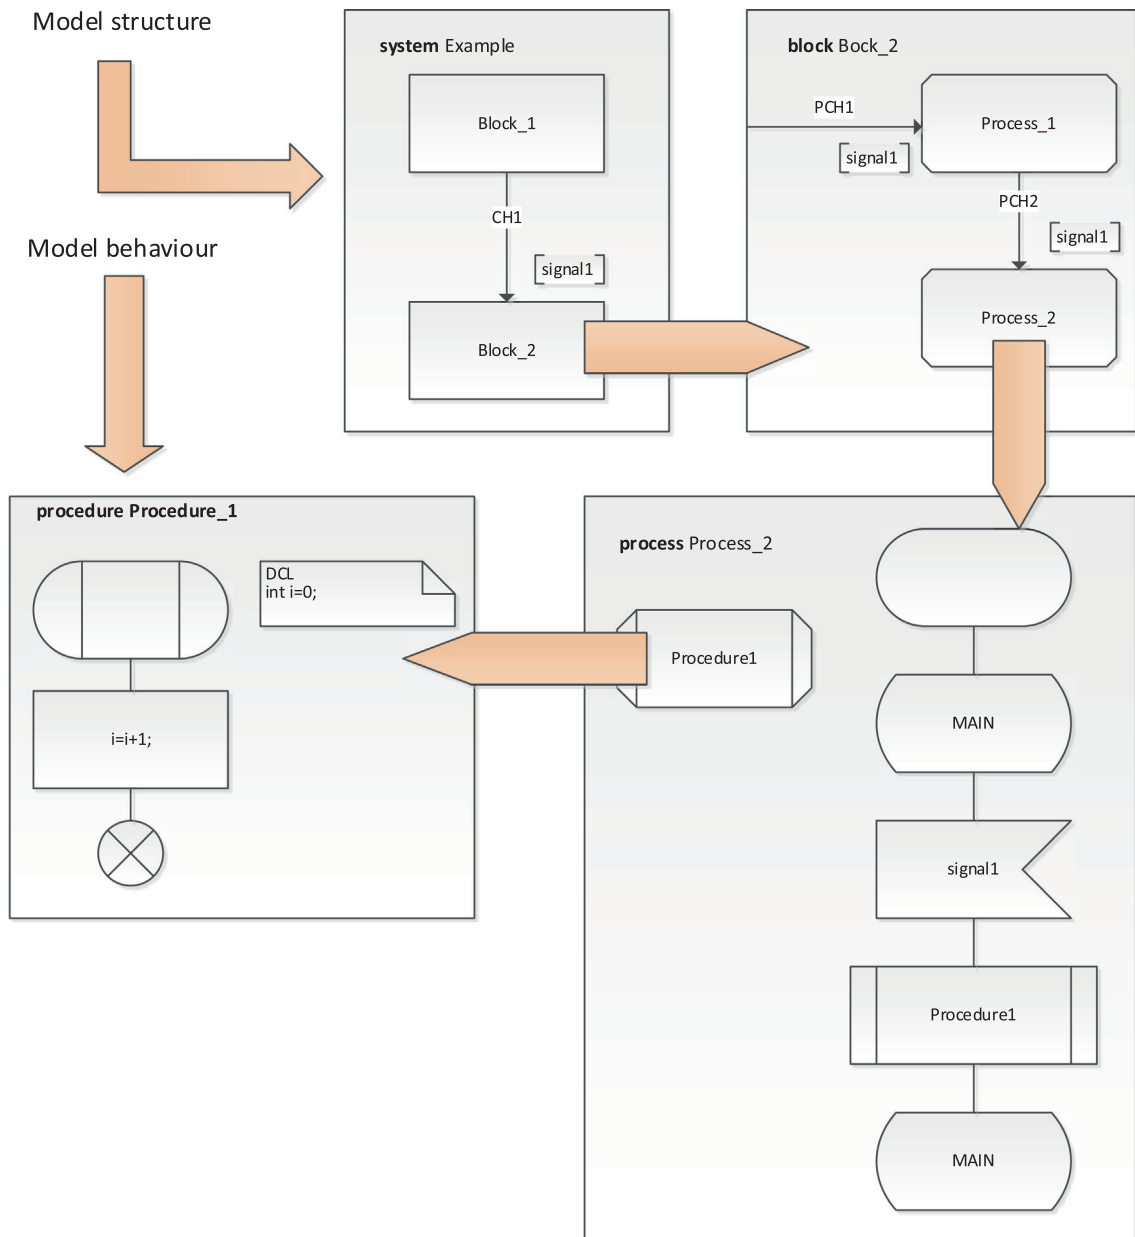 Model structure
system Example
Block_1
CH1
[signal1]
Block_2
block Bock_2
PCH1
[signal1]
Process_1
PCH2
[signal1]
Process_2
Model behaviour
procedure Procedure_1
DCL
int i=0;
i=i+1;
process Process_2
Procedure1
MAIN
signal1
Procedure1
MAIN